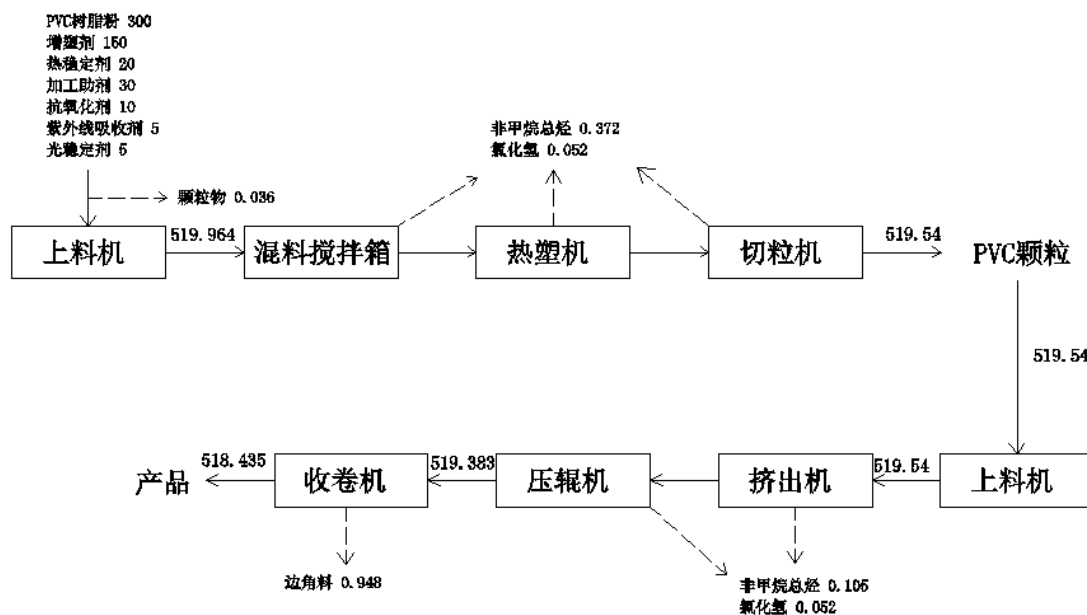 PVC树脂粉 300
增塑剂 150
热稳定剂 20
加工助剂 30
抗氧化剂 10
紫外线吸收剂 5
光稳定剂 5
颗粒物 0.036
非甲烷总烃 0.372
氯化氢 0.052
上料机
519.964
混料搅拌箱
热塑机
切粒机
519.54
PVC颗粒
519.54
产品
518.435
收卷机
519.383
压辊机
挤出机
519.54
上料机
边角料 0.948
非甲烷总烃 0.105
氯化氢 0.052